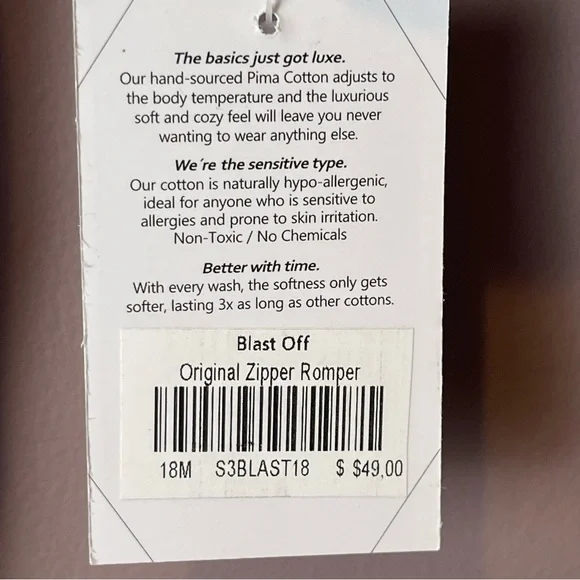 The basics just got luxe.
Our hand-sourced Pima Cotton adjusts to
the body temperature and the luxurious
soft and cozy feel will leave you never
wanting to wear anything else.
We´re the sensitive type.
Our cotton is naturally hypo-allergenic,
ideal for anyone who is sensitive to
allergies and prone to skin irritation.
Non-Toxic / No Chemicals
Better with time.
With every wash, the softness only gets
softer, lasting 3x as long as other cottons.
Blast Off
Original Zipper Romper
18M S3BLAST18 $ $49,00